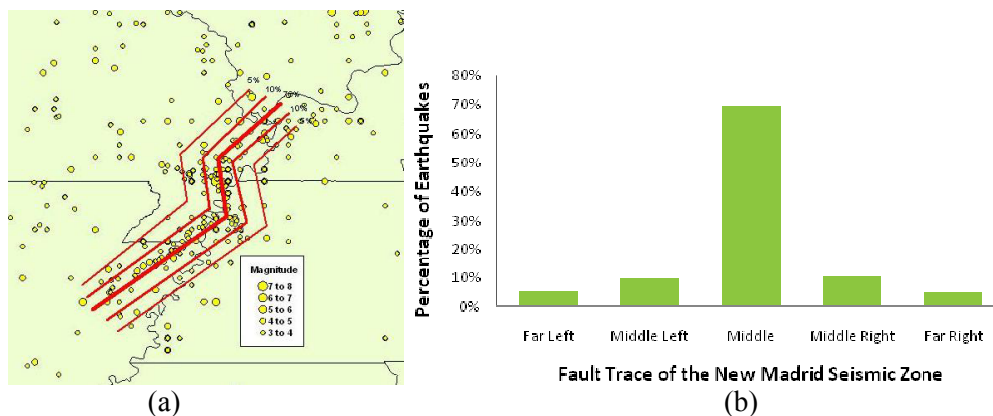 5%
10%
70%
10%
5%
Magnitude
7 to 8
6 to 7
5 to 6
4 to 5
3 to 4
(a)
Percentage of Earthquakes
80%
70%
60%
50%
40%
30%
20%
10%
0%
Far Left Middle Left Middle Middle Right Far Right
Fault Trace of the New Madrid Seismic Zone
(b)